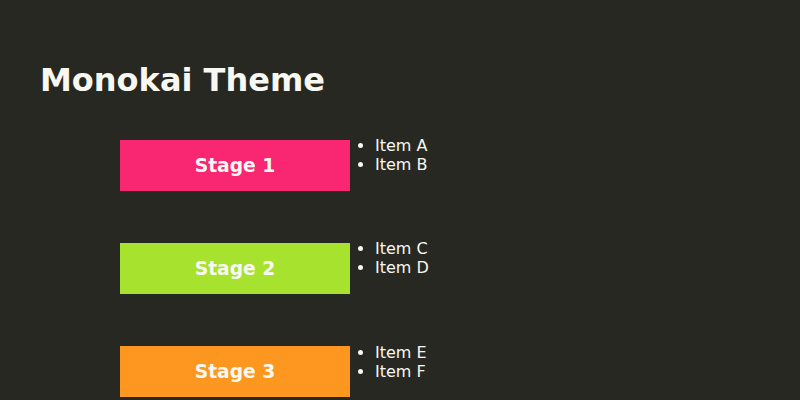 Monokai Theme
Stage 1
• Item A
• Item B
Stage 2
• Item C
• Item D
Stage 3
• Item E
• Item F